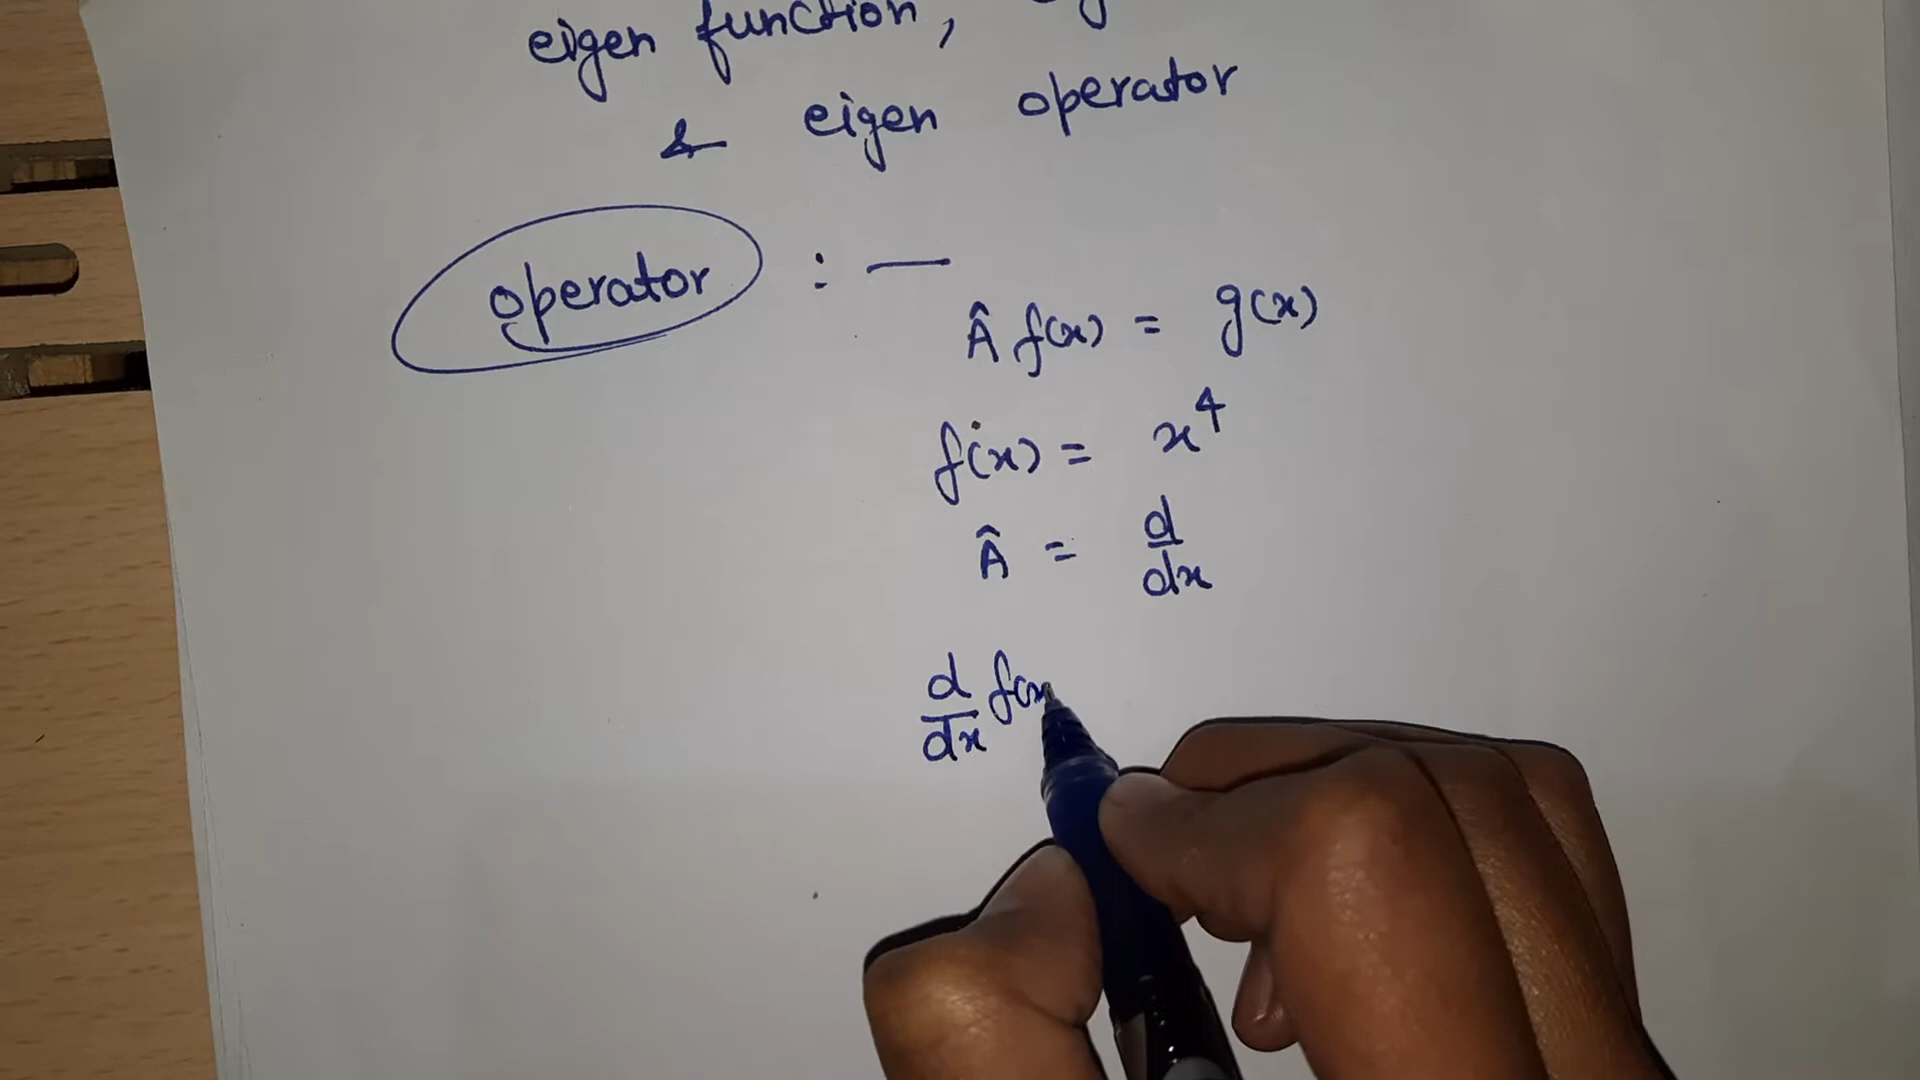 eigen function,
& eigen operator
operator : —
Â f(x) = g(x)
f(x) = x⁴
Â = d/dx
d/dx f(x